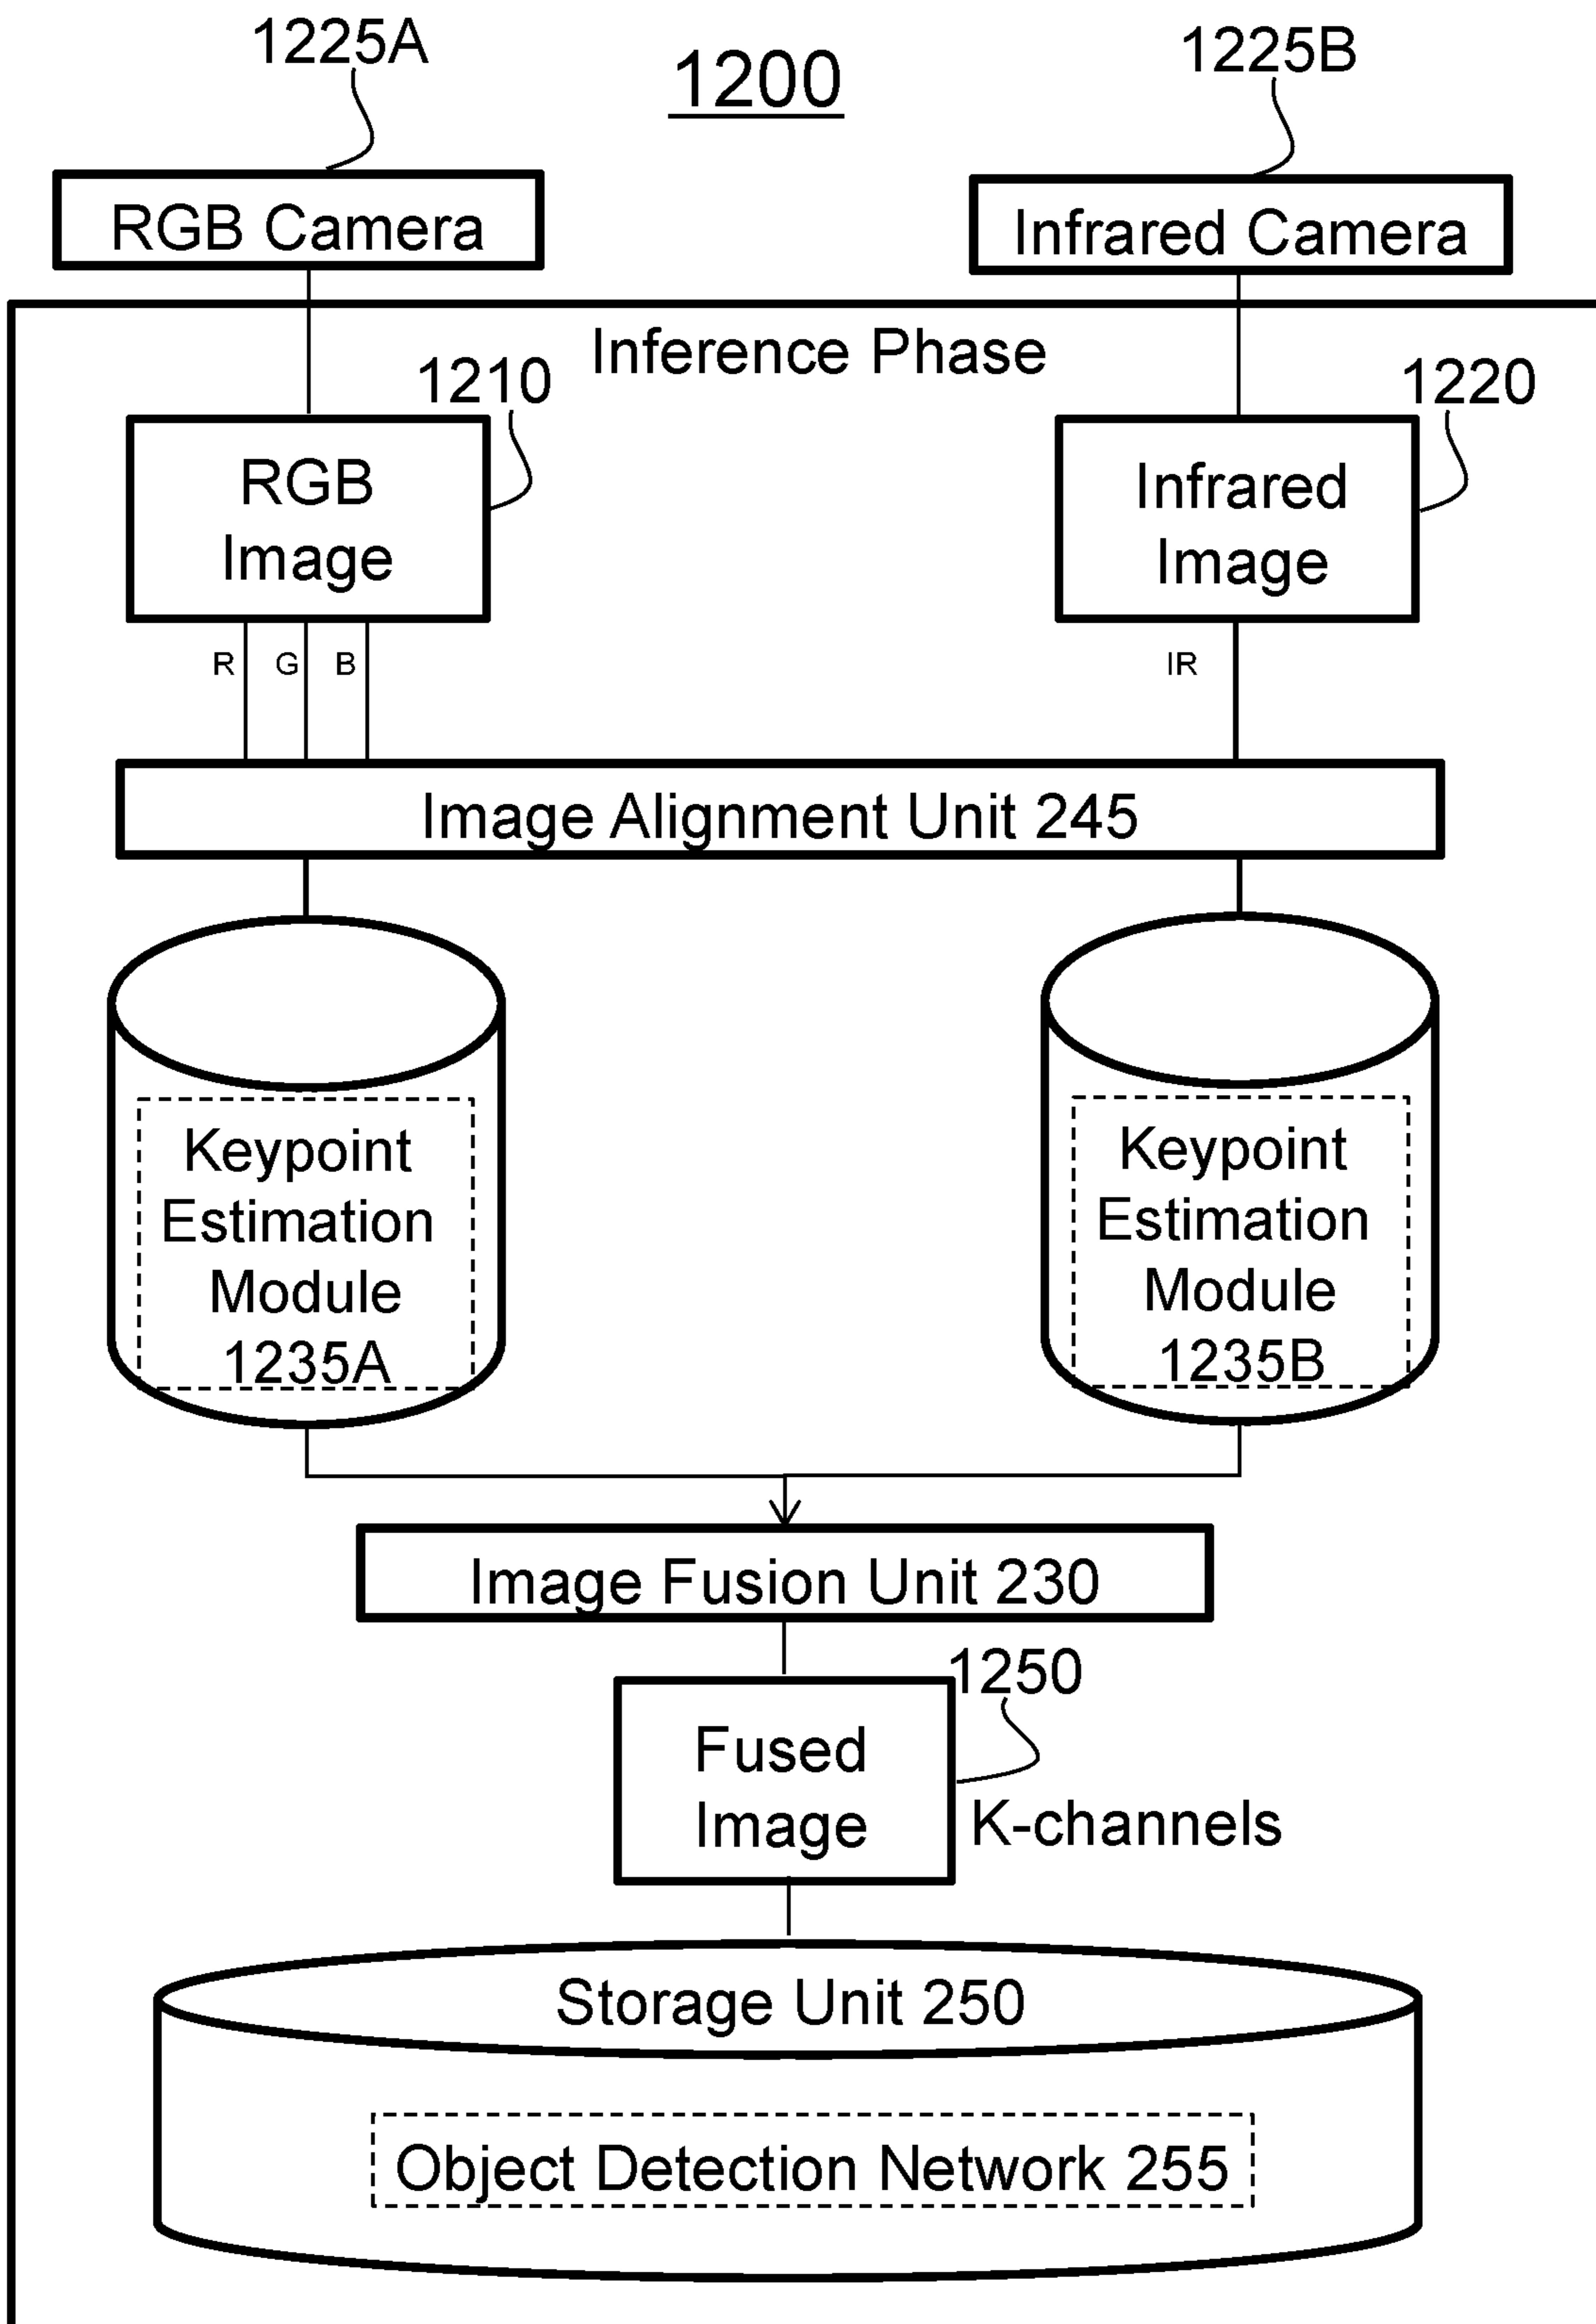 1225A
1200
1225B
RGB Camera
Infrared Camera
Inference Phase
1210
1220
RGB
Image
Infrared
Image
R G B
IR
Image Alignment Unit 245
Keypoint
Estimation
Module
1235A
Keypoint
Estimation
Module
1235B
Image Fusion Unit 230
1250
Fused
Image
K-channels
Storage Unit 250
Object Detection Network 255